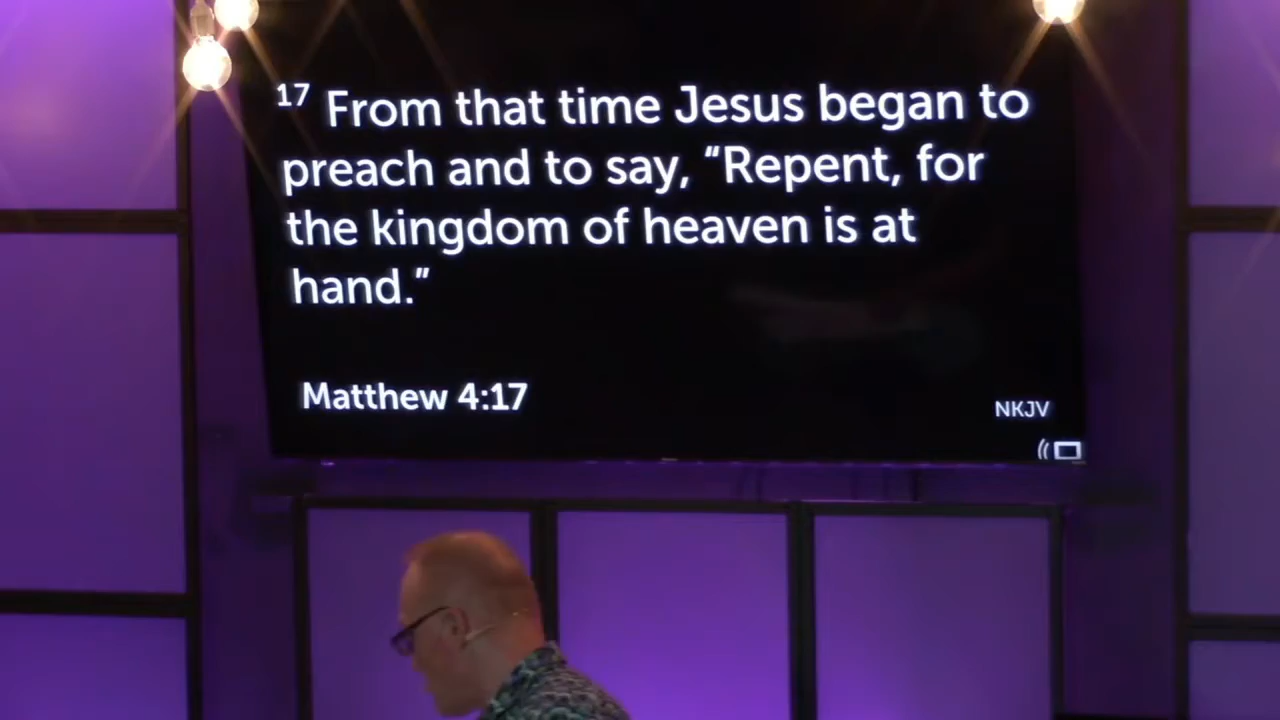 17 From that time Jesus began to
preach and to say, “Repent, for
the kingdom of heaven is at
hand.”
Matthew 4:17
NKJV